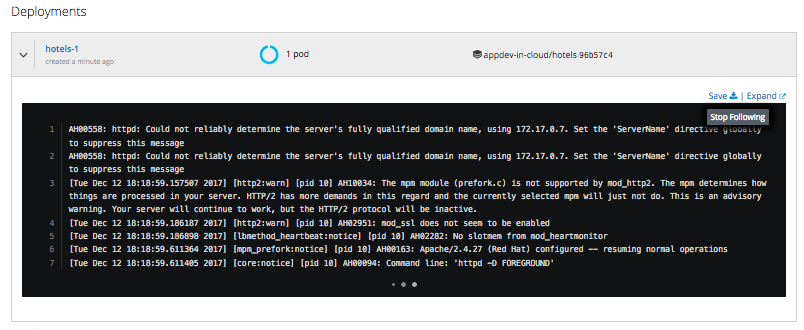 Deployments
hotels-1
created a minute ago
1 pod
appdev-in-cloud/hotels 96b57c4
Save | Expand
Stop Following
1 AH00558: httpd: Could not reliably determine the server's fully qualified domain name, using 172.17.0.7. Set the 'ServerName' directive globally
to suppress this message
2 AH00558: httpd: Could not reliably determine the server's fully qualified domain name, using 172.17.0.7. Set the 'ServerName' directive globally
to suppress this message
3 [Tue Dec 12 18:18:59.157507 2017] [http2:warn] [pid 10] AH10034: The mpm module (prefork.c) is not supported by mod_http2. The mpm determines how
things are processed in your server. HTTP/2 has more demands in this regard and the currently selected mpm will just not do. This is an advisory
warning. Your server will continue to work, but the HTTP/2 protocol will be inactive.
4 [Tue Dec 12 18:18:59.186187 2017] [http2:warn] [pid 10] AH02951: mod_ssl does not seem to be enabled
5 [Tue Dec 12 18:18:59.186898 2017] [lbmethod_heartbeat:notice] [pid 10] AH02282: No slotmem from mod_heartmonitor
6 [Tue Dec 12 18:18:59.611364 2017] [mpm_prefork:notice] [pid 10] AH00163: Apache/2.4.27 (Red Hat) configured -- resuming normal operations
7 [Tue Dec 12 18:18:59.611405 2017] [core:notice] [pid 10] AH00094: Command line: 'httpd -D FOREGROUND'